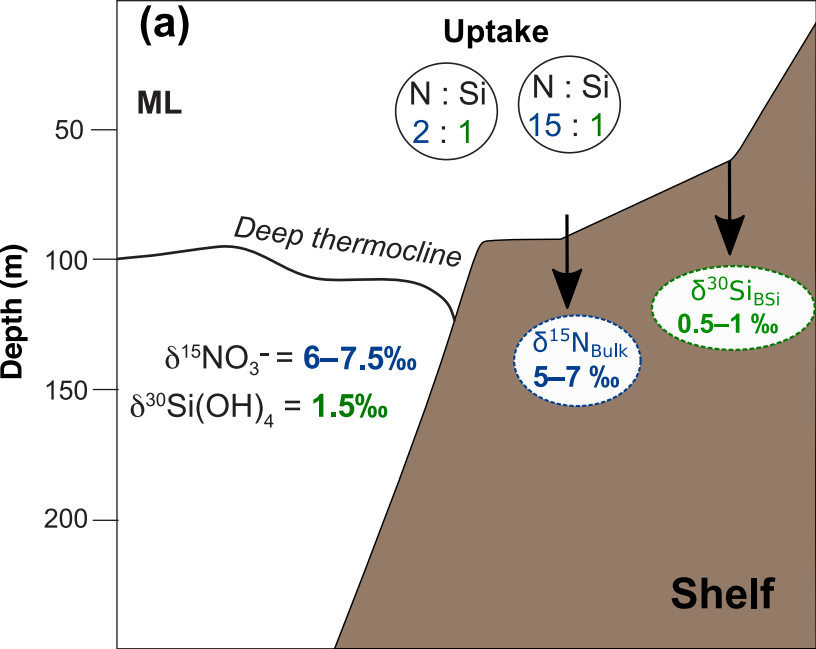 (a)
Uptake
ML
N : Si
2 : 1
N : Si
15 : 1
50
100
150
200
Depth (m)
Deep thermocline
δ¹⁵NO₃⁻ = 6–7.5‰
δ³⁰Si(OH)₄ = 1.5‰
δ¹⁵N_Bulk
5–7 ‰
δ³⁰Si_BSi
0.5–1 ‰
Shelf